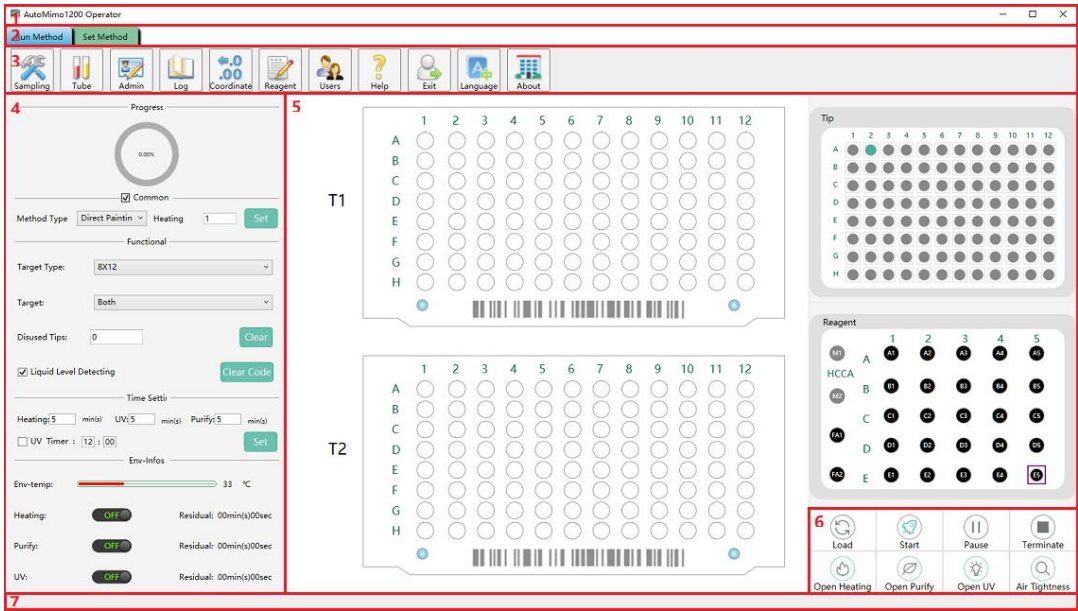 1 AutoMimo1200 Operator
2 Run Method Set Method
3
Sampling Tube Admin Log Coordinate Reagent Users Help Exit Language About
4
Progress
0.00%
Common
Method Type Direct Paintin Heating 1 Set
Functional
Target Type: 8X12
Target: Both
Disused Tips: 0 Clear
Liquid Level Detecting Clear Code
Time Settin
Heating: 5 min(s) UV: 5 min(s) Purify: 5 min(s)
UV Timer : 12 : 00 Set
Env-Infos
Env-temp: 33 ℃
Heating: OFF Residual: 00min(s)00sec
Purify: OFF Residual: 00min(s)00sec
UV: OFF Residual: 00min(s)00sec
5
T1
1 2 3 4 5 6 7 8 9 10 11 12
A
B
C
D
E
F
G
H
T2
1 2 3 4 5 6 7 8 9 10 11 12
A
B
C
D
E
F
G
H
Tip
1 2 3 4 5 6 7 8 9 10 11 12
A
B
C
D
E
F
G
H
Reagent
1 2 3 4 5
M1 A A1 A2 A3 A4 A5
HCCA
M2 B B1 B2 B3 B4 B5
C C1 C2 C3 C4 C5
FA1
D D1 D2 D3 D4 D5
FA2 E E1 E2 E3 E4 E5
6
Load Start Pause Terminate
Open Heating Open Purify Open UV Air Tightness
7